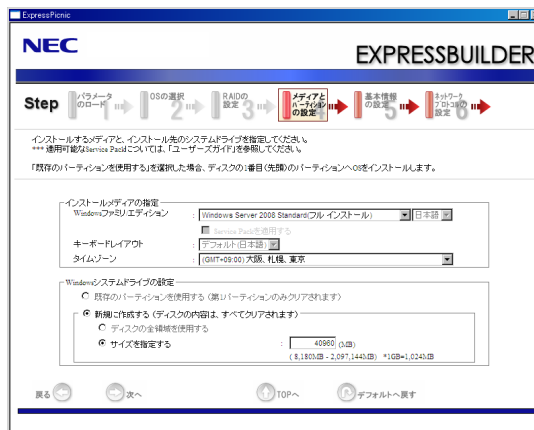 ExpressPicnic
NEC
EXPRESSBUILDER
Step
パラメータ
のロード 1
OSの選択
2
RAIDの
設定 3
メディアと
パーティション
の設定 4
基本情報
の設定 5
ネットワーク
プロトコルの
設定 6
インストールするメディアと、インストール先のシステムドライブを指定してください。
*** 適用可能なService Packについては、「ユーザーズガイド」を参照してください。
「既存のパーティションを使用する」を選択した場合、ディスクの1番目(先頭)のパーティションへOSをインストールします。
インストールメディアの指定
Windowsファミリ/エディション : Windows Server 2008 Standard(フル インストール) 日本語
Service Packを適用する
キーボードレイアウト : デフォルト(日本語)
タイムゾーン : (GMT+09:00) 大阪、札幌、東京
Windowsシステムドライブの設定
既存のパーティションを使用する (第1パーティションのみクリアされます)
新規に作成する (ディスクの内容は、すべてクリアされます)
ディスクの全領域を使用する
サイズを指定する : 40960 (MB)
( 8,180MB - 2,097,144MB) *1GB=1,024MB
戻る 次へ TOPへ デフォルトへ戻す